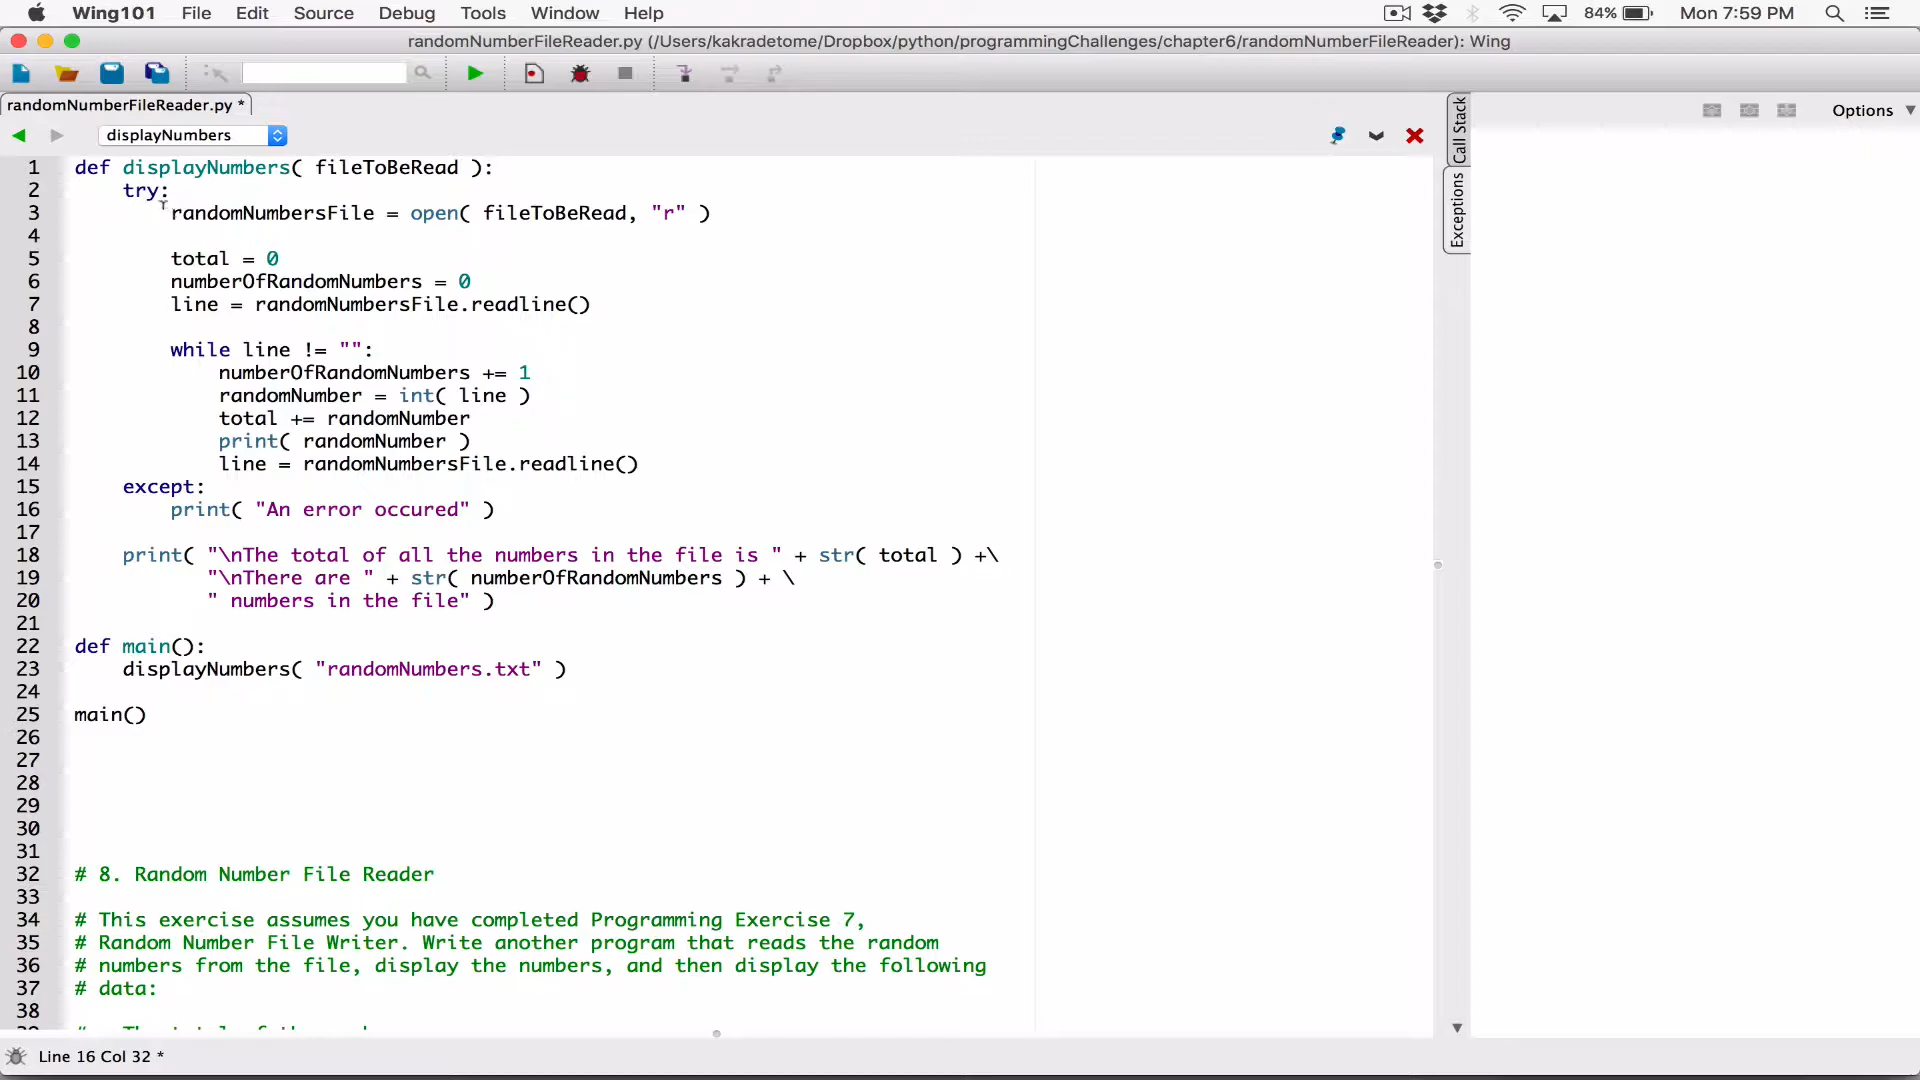 Wing101 File Edit Source Debug Tools Window Help 84% Mon 7:59 PM
randomNumberFileReader.py (/Users/kakradetome/Dropbox/python/programmingChallenges/chapter6/randomNumberFileReader): Wing
randomNumberFileReader.py *
Options
displayNumbers
Call Stack
Exceptions
1 def displayNumbers( fileToBeRead ):
2 try:
3 randomNumbersFile = open( fileToBeRead, "r" )
4
5 total = 0
6 numberOfRandomNumbers = 0
7 line = randomNumbersFile.readline()
8
9 while line != "":
10 numberOfRandomNumbers += 1
11 randomNumber = int( line )
12 total += randomNumber
13 print( randomNumber )
14 line = randomNumbersFile.readline()
15 except:
16 print( "An error occured" )
17
18 print( "\nThe total of all the numbers in the file is " + str( total ) +\
19 "\nThere are " + str( numberOfRandomNumbers ) + \
20 " numbers in the file" )
21
22 def main():
23 displayNumbers( "randomNumbers.txt" )
24
25 main()
26
27
28
29
30
31
32 # 8. Random Number File Reader
33
34 # This exercise assumes you have completed Programming Exercise 7,
35 # Random Number File Writer. Write another program that reads the random
36 # numbers from the file, display the numbers, and then display the following
37 # data:
38
Line 16 Col 32 *